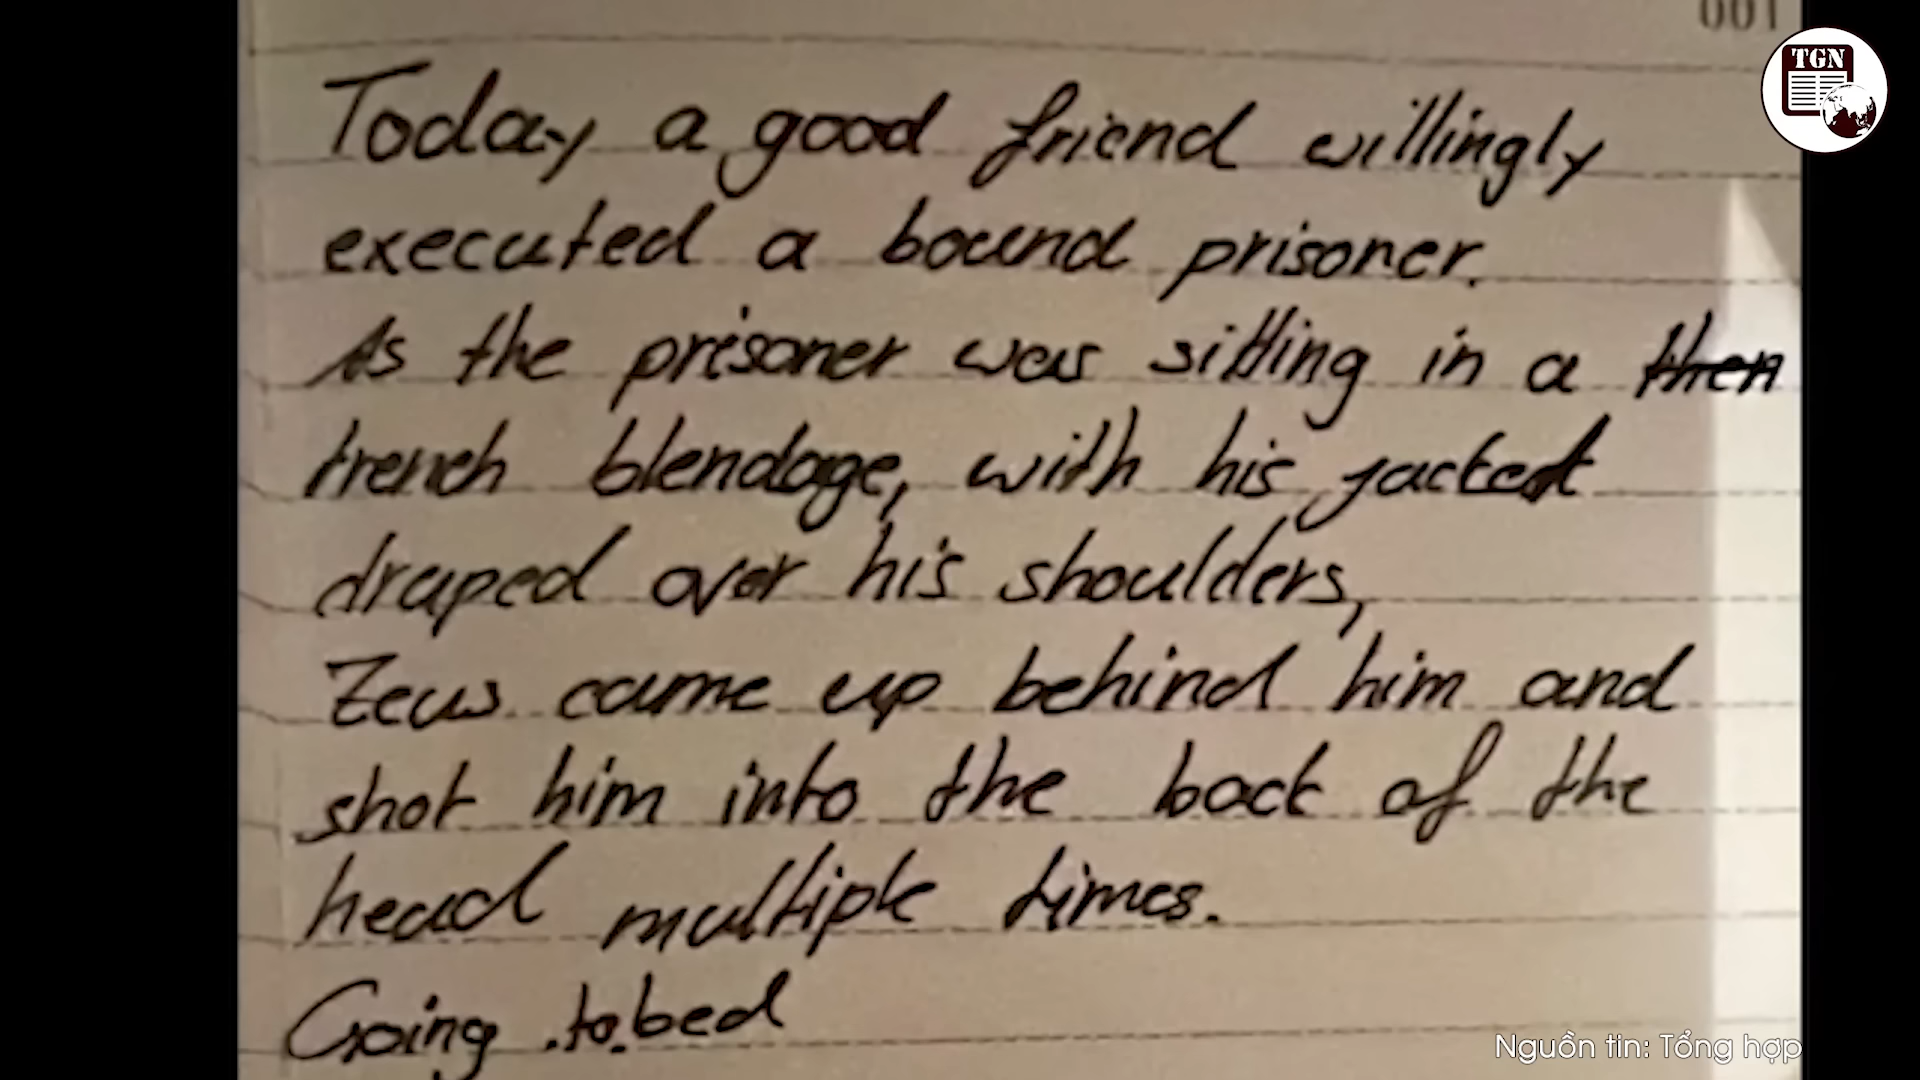 001
TGN
Today a good friend willingly
executed a bound prisoner.
As the prisoner was sitting in a then
trench blendage, with his jacket
draped over his shoulders,
Zeus came up behind him and
shot him into the back of the
head multiple times.
Going to bed
Nguồn tin: Tổng hợp